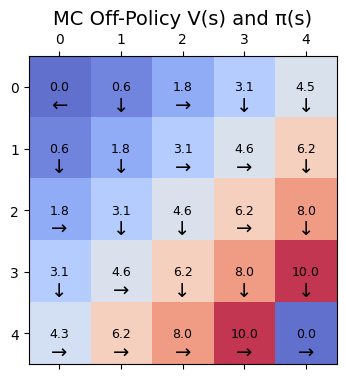 MC Off-Policy V(s) and π(s)
0 1 2 3 4
0 0.0 0.6 1.8 3.1 4.5
← ↓ → ↓ ↓
1 0.6 1.8 3.1 4.6 6.2
↓ ↓ → → ↓
2 1.8 3.1 4.6 6.2 8.0
→ ↓ ↓ → ↓
3 3.1 4.6 6.2 8.0 10.0
↓ → ↓ ↓ ↓
4 4.3 6.2 8.0 10.0 0.0
→ → → → →